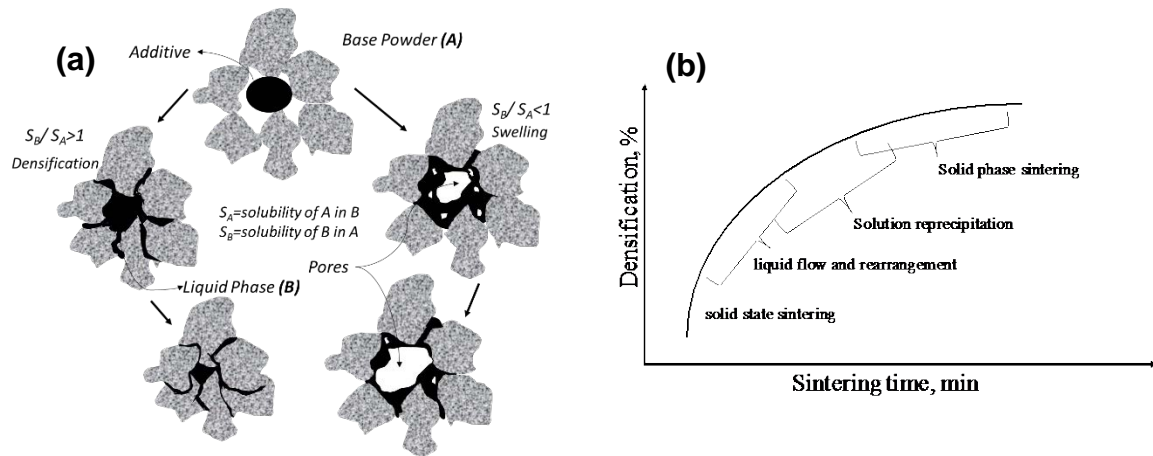 (a)
Additive
Base Powder (A)
S_B/ S_A>1
Densification
S_B/ S_A<1
Swelling
S_A=solubility of A in B
S_B=solubility of B in A
Pores
Liquid Phase (B)
(b)
Densification, %
Solid phase sintering
Solution reprecipitation
liquid flow and rearrangement
solid state sintering
Sintering time, min